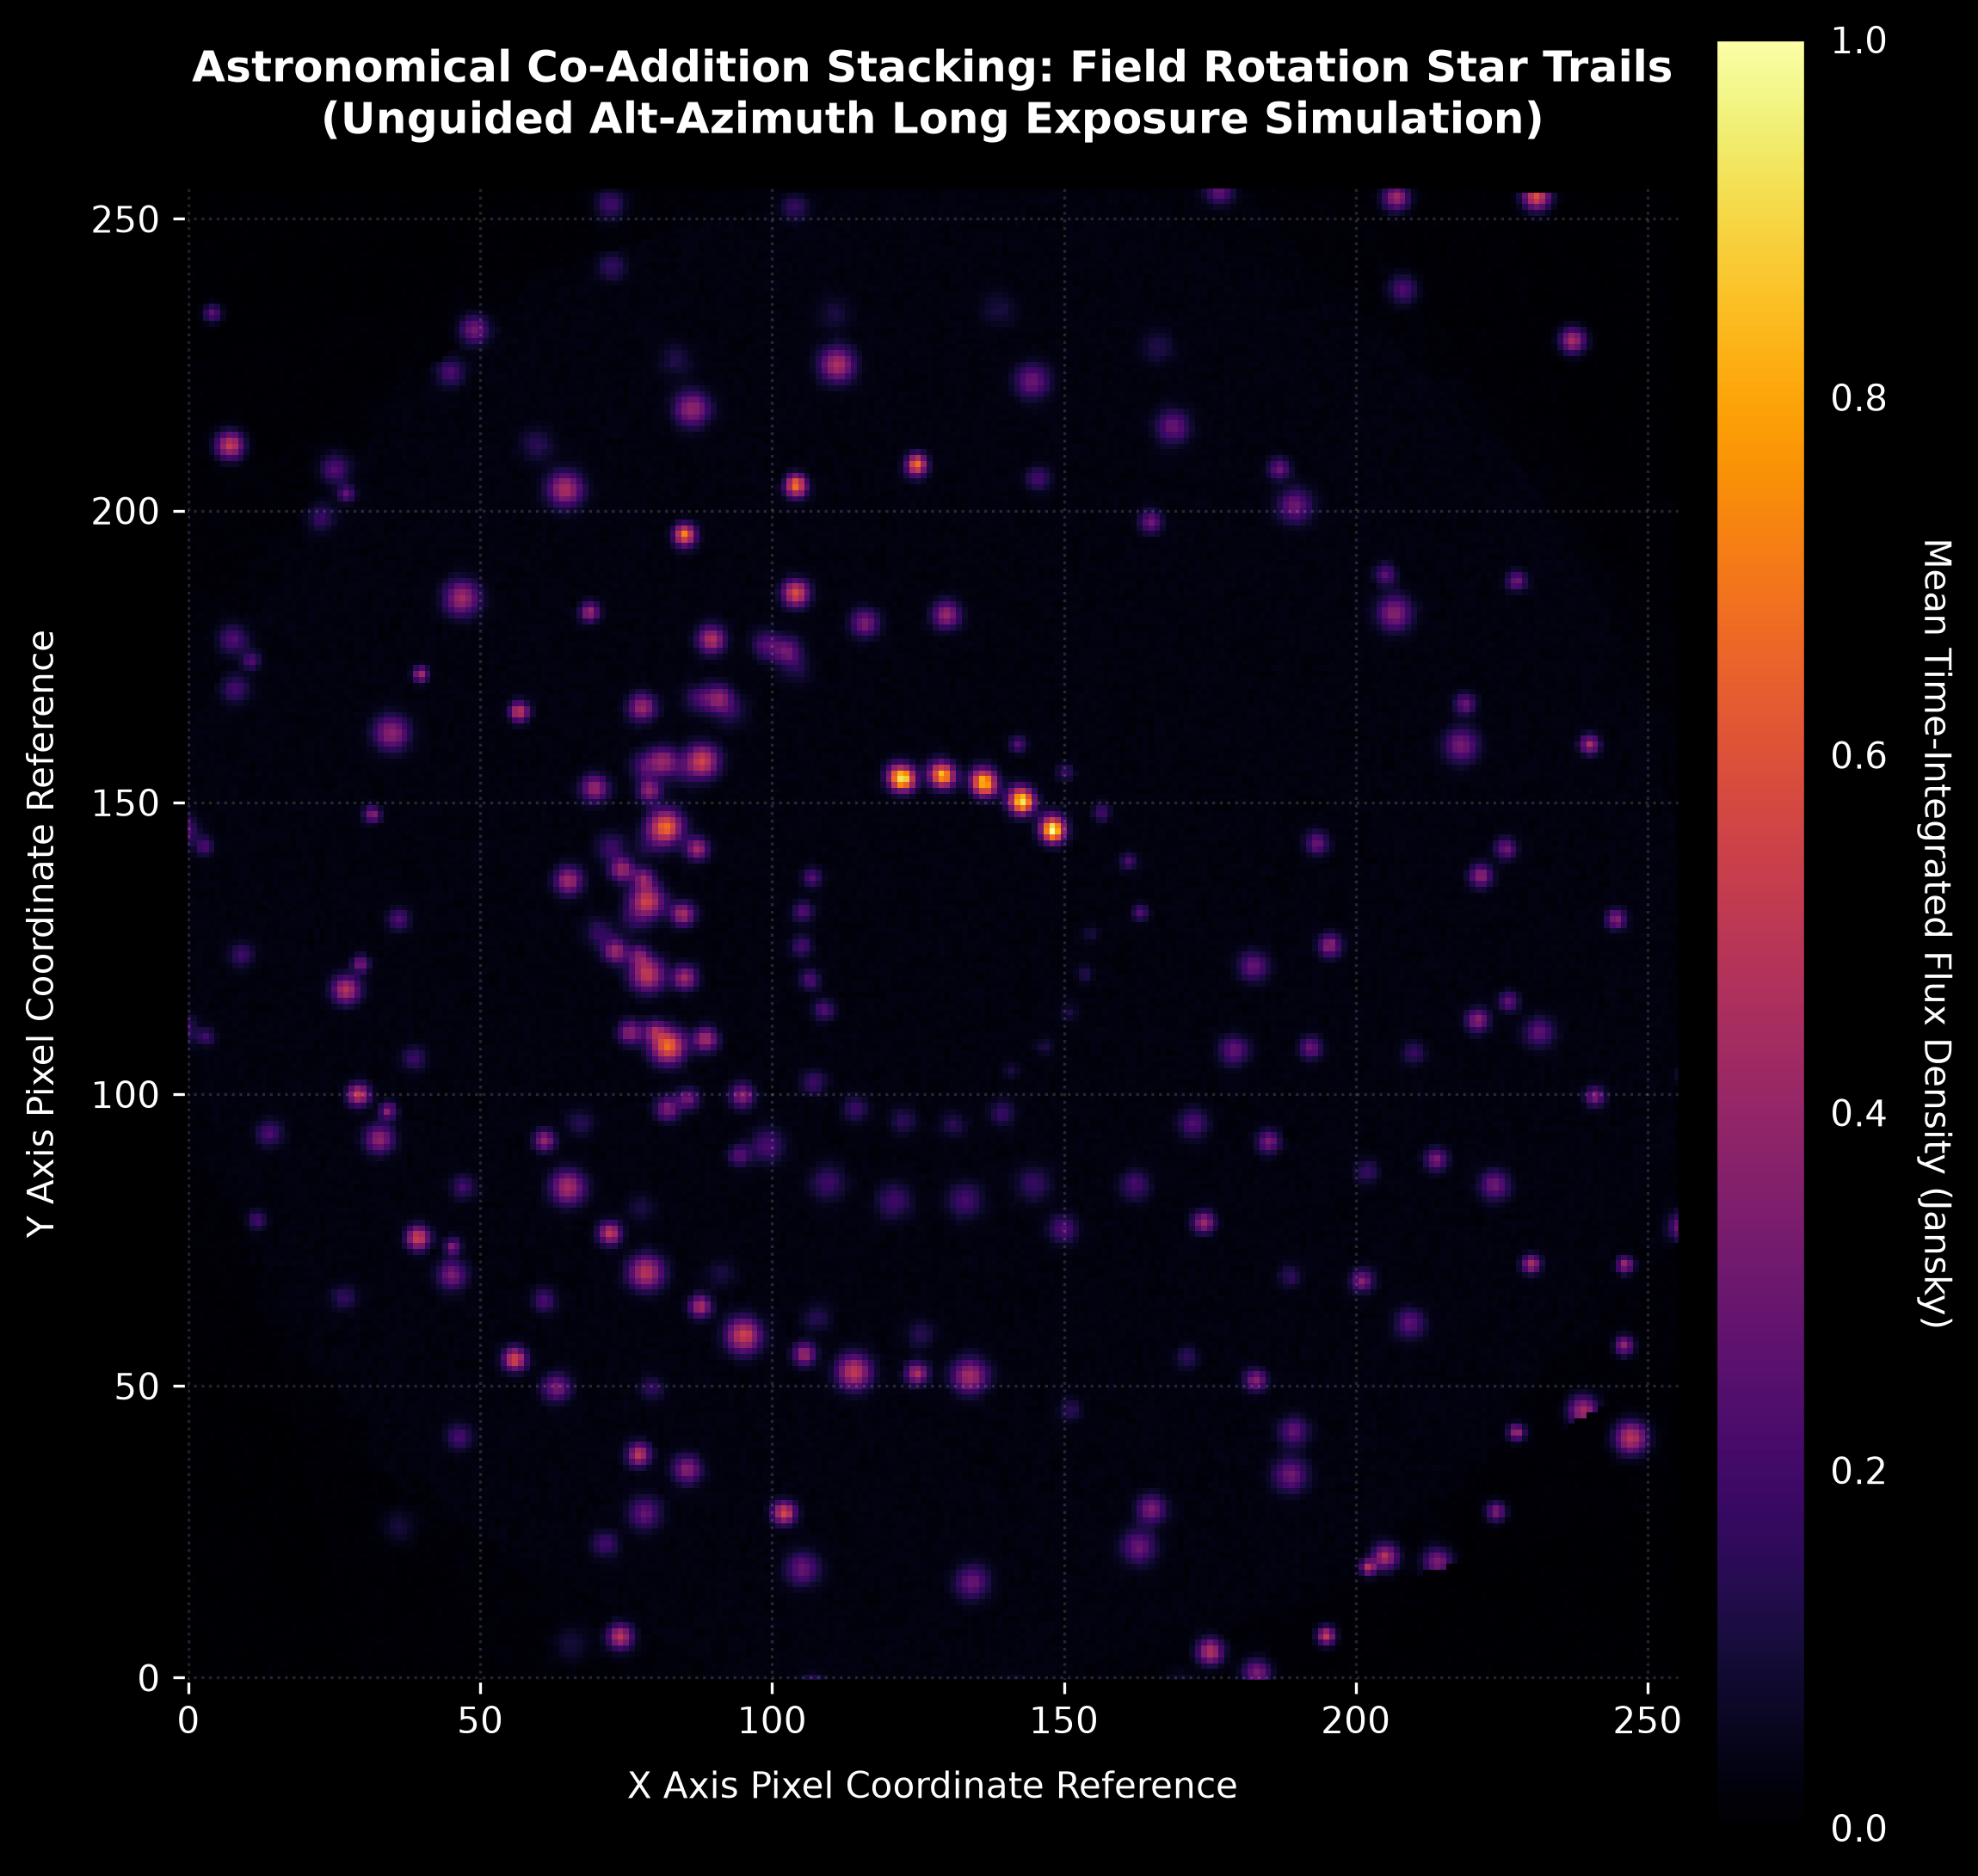 Astronomical Co-Addition Stacking: Field Rotation Star Trails
(Unguided Alt-Azimuth Long Exposure Simulation)
Y Axis Pixel Coordinate Reference
250
200
150
100
50
0
0 50 100 150 200 250
X Axis Pixel Coordinate Reference
1.0
0.8
0.6
0.4
0.2
0.0
Mean Time-Integrated Flux Density (Jansky)